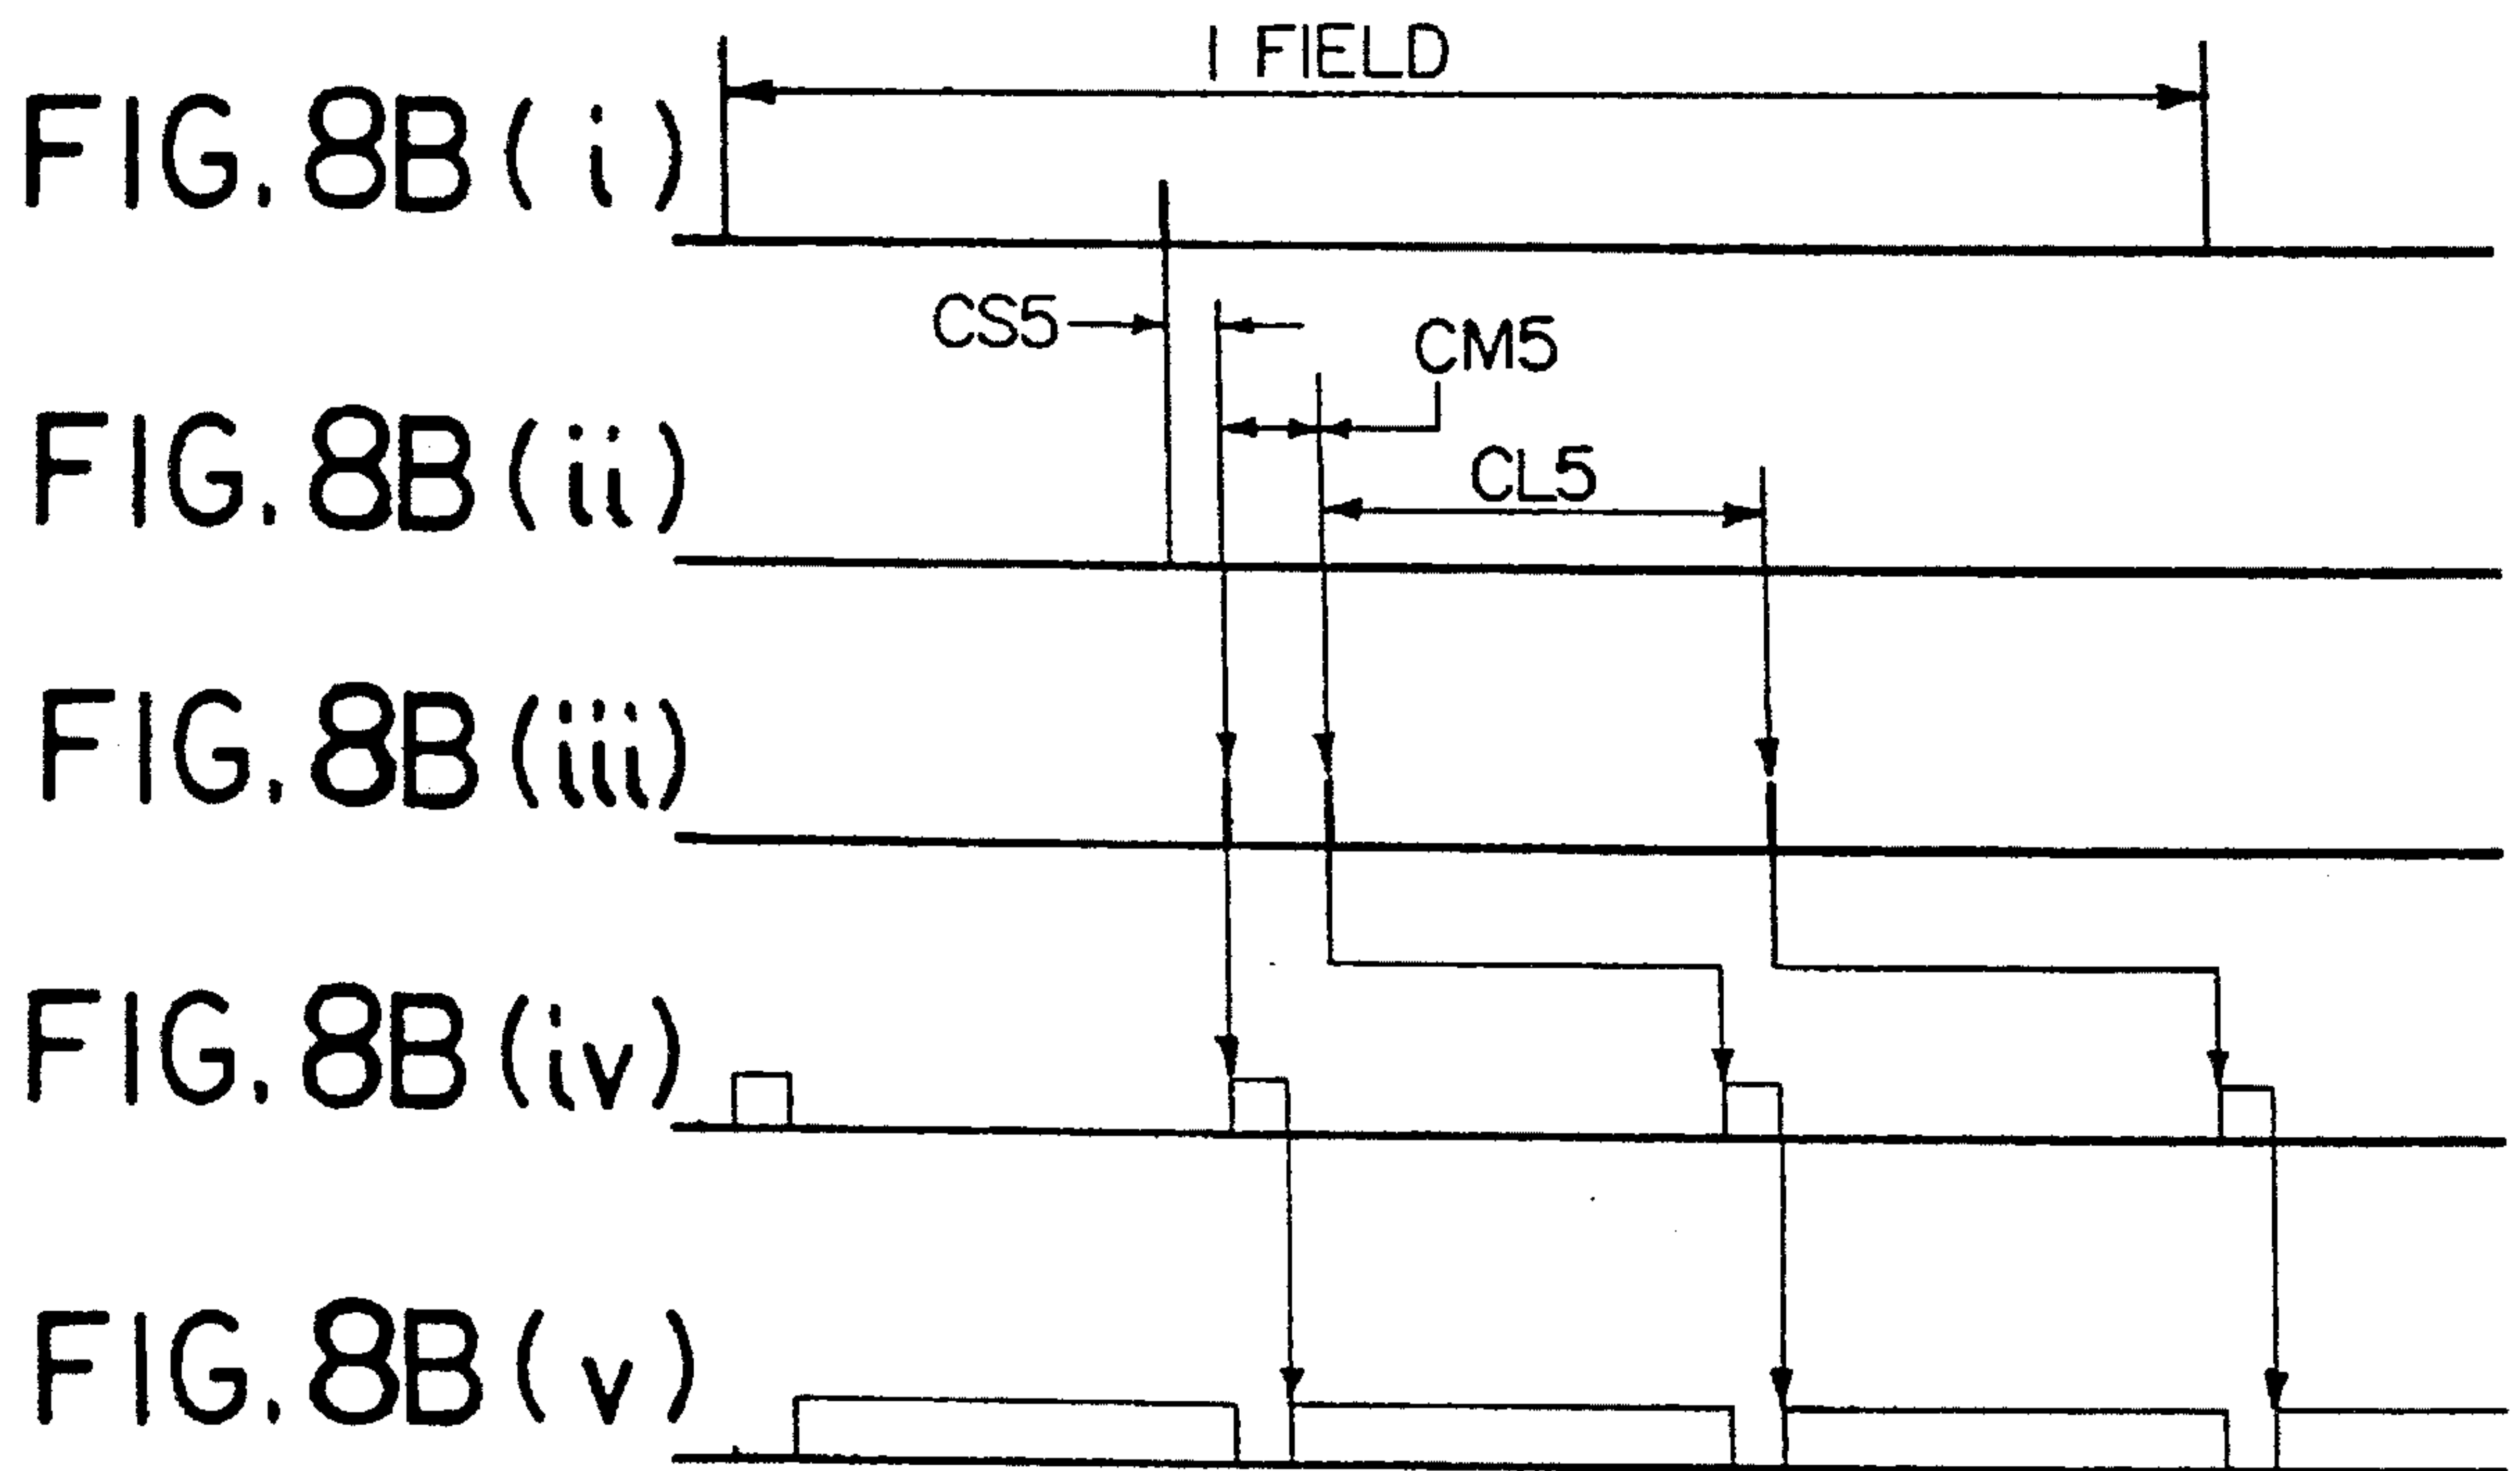 1 FIELD
FIG. 8B (i)
CS5
CM5
FIG. 8B (ii)
CL5
FIG. 8B (iii)
FIG. 8B (iv)
FIG. 8B (v)